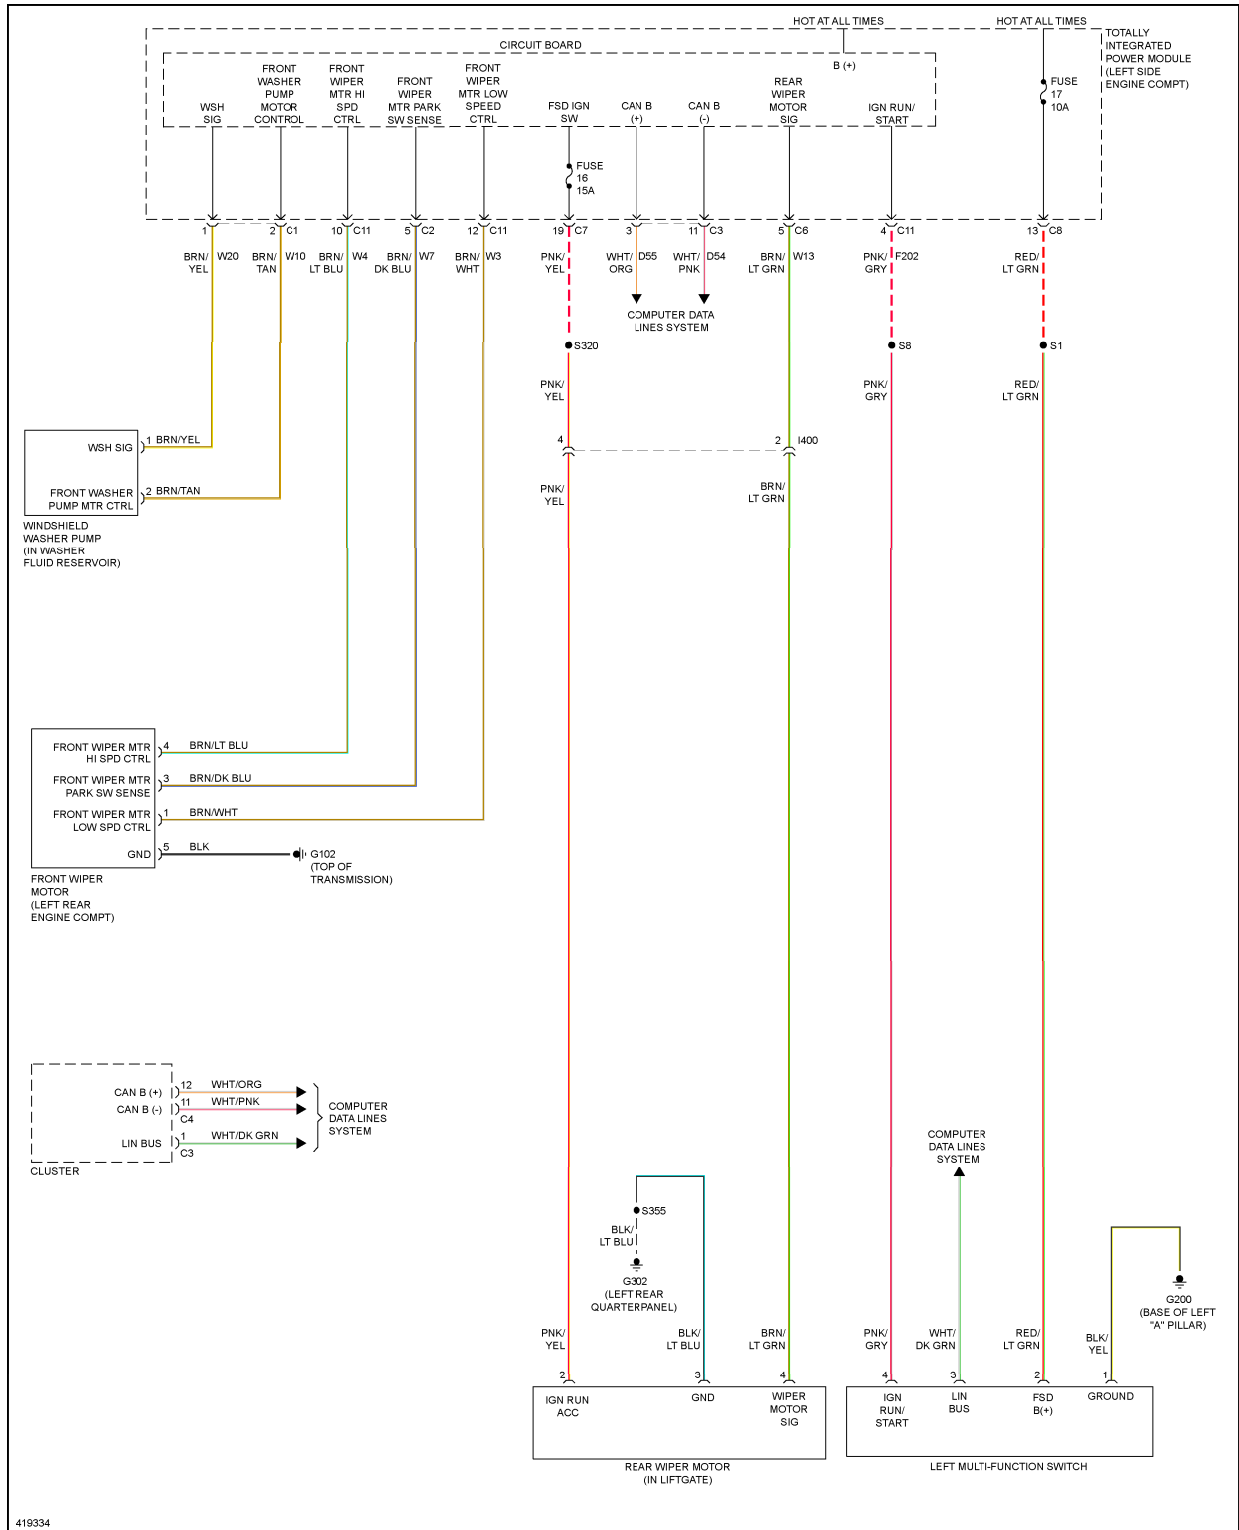 HOT AT ALL TIMES
HOT AT ALL TIMES
TOTALLY
INTEGRATED
POWER MODULE
(LEFT SIDE
ENGINE COMPT)
CIRCUIT BOARD
B (+)
WSH
SIG
FRONT
WASHER
PUMP
MOTOR
CONTROL
FRONT
WIPER
MTR HI
SPD
CTRL
FRONT
WIPER
MTR PARK
SW SENSE
FRONT
WIPER
MTR LOW
SPEED
CTRL
FSD IGN
SW
CAN B
(+)
CAN B
(-)
REAR
WIPER
MOTOR
SIG
IGN RUN/
START
FUSE
17
10A
FUSE
16
15A
1
2 C1
10 C11
5 C2
12 C11
19 C7
3
11 C3
5 C6
4 C11
13 C8
BRN/
YEL
W20
BRN/
TAN
W10
BRN/
LT BLU
W4
BRN/
DK BLU
W7
BRN/
WHT
W3
PNK/
YEL
WHT/
ORG
D55
WHT/
PNK
D54
BRN/
LT GRN
W13
PNK/
GRY
F202
RED/
LT GRN
COMPUTER DATA
LINES SYSTEM
S320
S8
S1
PNK/
YEL
PNK/
GRY
RED/
LT GRN
4
2 I400
PNK/
YEL
BRN/
LT GRN
WSH SIG
1 BRN/YEL
FRONT WASHER
PUMP MTR CTRL
2 BRN/TAN
WINDSHIELD
WASHER PUMP
(IN WASHER
FLUID RESERVOIR)
FRONT WIPER MTR
HI SPD CTRL
4 BRN/LT BLU
FRONT WIPER MTR
PARK SW SENSE
3 BRN/DK BLU
FRONT WIPER MTR
LOW SPD CTRL
1 BRN/WHT
GND
5 BLK
G102
(TOP OF
TRANSMISSION)
FRONT WIPER
MOTOR
(LEFT REAR
ENGINE COMPT)
CAN B (+)
12 WHT/ORG
CAN B (-)
11 WHT/PNK
C4
LIN BUS
1 WHT/DK GRN
C3
CLUSTER
COMPUTER
DATA LINES
SYSTEM
COMPUTER
DATA LINES
SYSTEM
S355
BLK/
LT BLU
G302
(LEFT REAR
QUARTERPANEL)
G200
(BASE OF LEFT
"A" PILLAR)
PNK/
YEL
BLK/
LT BLU
BRN/
LT GRN
PNK/
GRY
WHT/
DK GRN
RED/
LT GRN
BLK/
YEL
2
3
4
4
3
2
1
IGN RUN
ACC
GND
WIPER
MOTOR
SIG
IGN
RUN/
START
LIN
BUS
FSD
B(+)
GROUND
REAR WIPER MOTOR
(IN LIFTGATE)
LEFT MULTI-FUNCTION SWITCH
419334